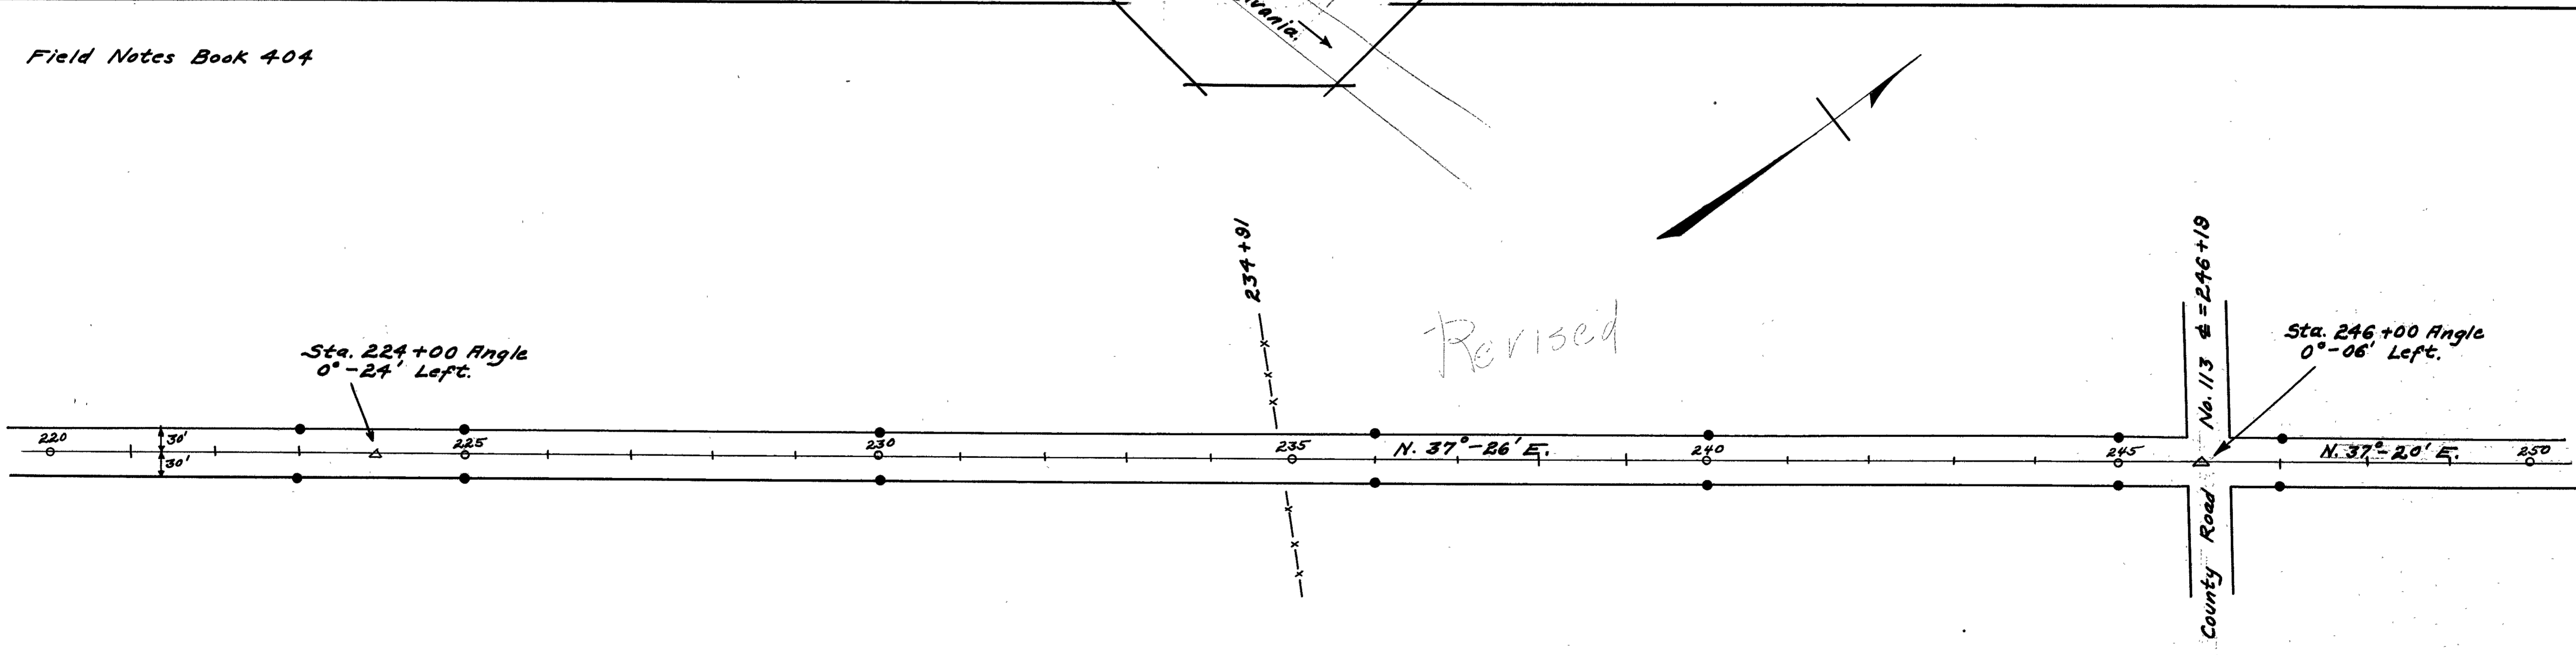 Field Notes Book 404
234+91
Revised
No. 113 ⅊=246+19
Sta. 224+00 Angle
0°-24' Left.
Sta. 246+00 Angle
0°-06' Left.
220
30'
30'
225
230
235
N. 37°-26' E.
240
245
N. 37°-20' E.
250
County Road